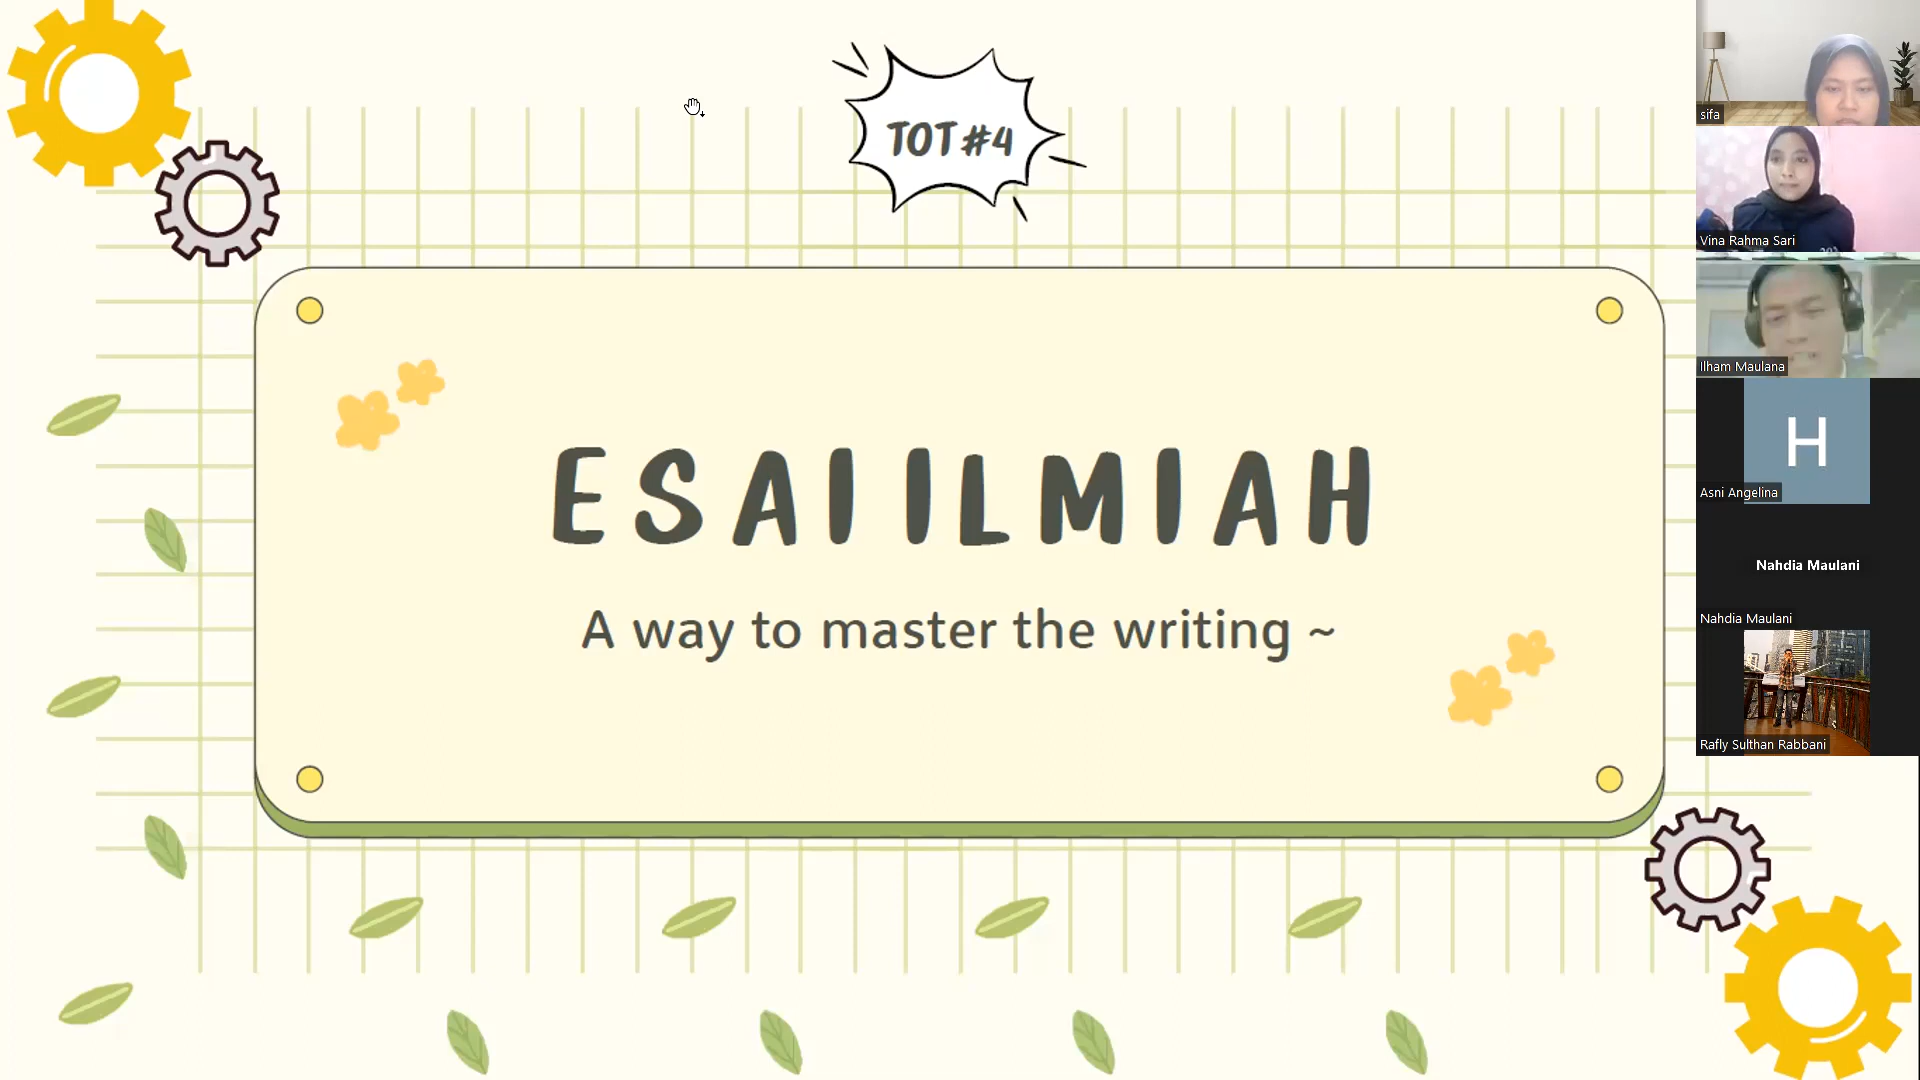 TOT #4
ESAI ILMIAH
A way to master the writing ~
sifa
Vina Rahma Sari
Ilham Maulana
H
Asni Angelina
Nahdia Maulani
Nahdia Maulani
Rafly Sulthan Rabbani